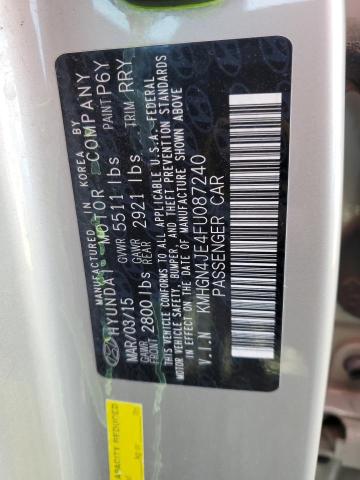 MANUFACTURED IN KOREA BY
HYUNDAI MOTOR COMPANY
MAR/03/15 GVWR 5511 lbs PAINT P6Y
GAWR FRONT 2800 lbs GAWR REAR 2921 lbs TRIM RRY
THIS VEHICLE CONFORMS TO ALL APPLICABLE U.S.A. FEDERAL
MOTOR VEHICLE SAFETY, BUMPER, AND THEFT PREVENTION STANDARDS
IN EFFECT ON THE DATE OF MANUFACTURE SHOWN ABOVE
V.I.N KMHGN4JE4FU087240
PASSENGER CAR
CAPACITY REDUCED